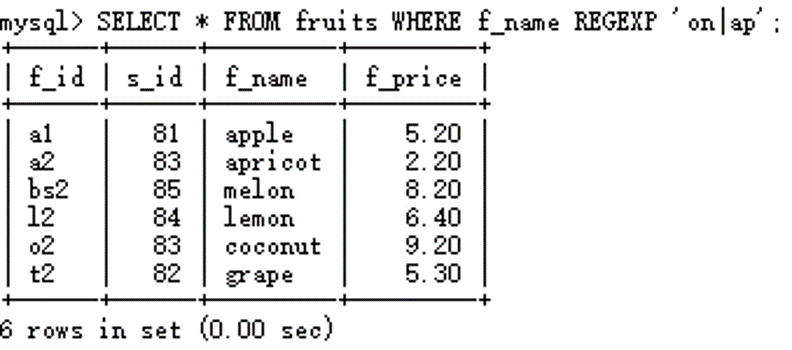 mysql> SELECT * FROM fruits WHERE f_name REGEXP 'on|ap';
+------+------+---------+---------+
| f_id | s_id | f_name | f_price |
+------+------+---------+---------+
| a1 | 81 | apple | 5.20 |
| a2 | 83 | apricot | 2.20 |
| bs2 | 85 | melon | 8.20 |
| l2 | 84 | lemon | 6.40 |
| o2 | 83 | coconut | 9.20 |
| t2 | 82 | grape | 5.30 |
+------+------+---------+---------+
6 rows in set (0.00 sec)